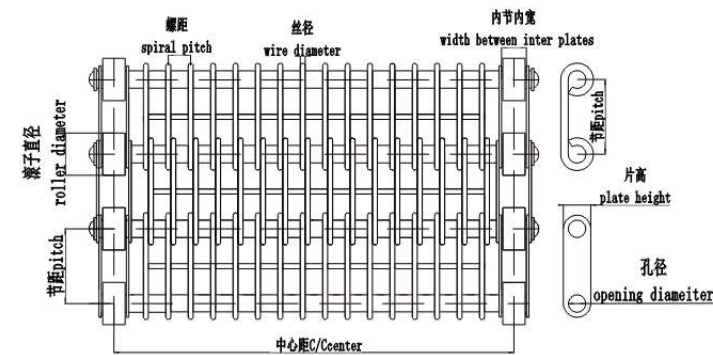 螺距
spiral pitch
丝径
wire diameter
内节内宽
width between inter plates
节距pitch
滚子直径
roller diameter
片高
plate height
节距pitch
孔径
opening diameiter
中心距C/Ccenter